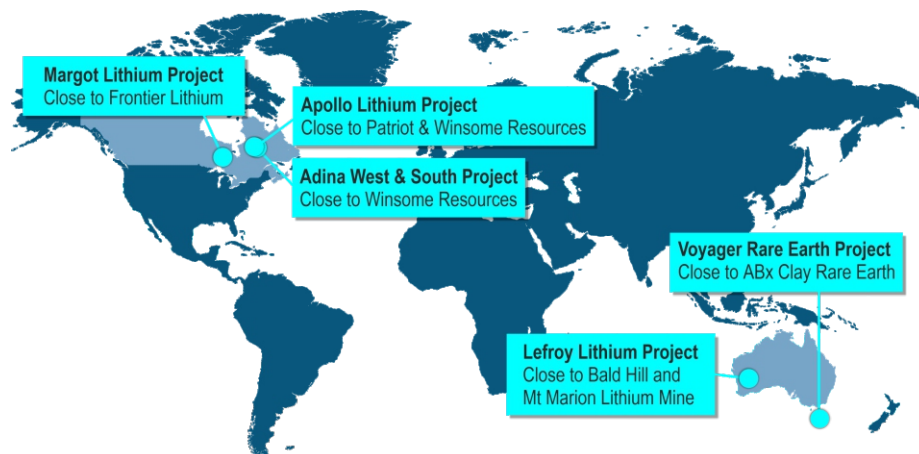 Margot Lithium Project
Close to Frontier Lithium
Apollo Lithium Project
Close to Patriot & Winsome Resources
Adina West & South Project
Close to Winsome Resources
Voyager Rare Earth Project
Close to ABx Clay Rare Earth
Lefroy Lithium Project
Close to Bald Hill and
Mt Marion Lithium Mine